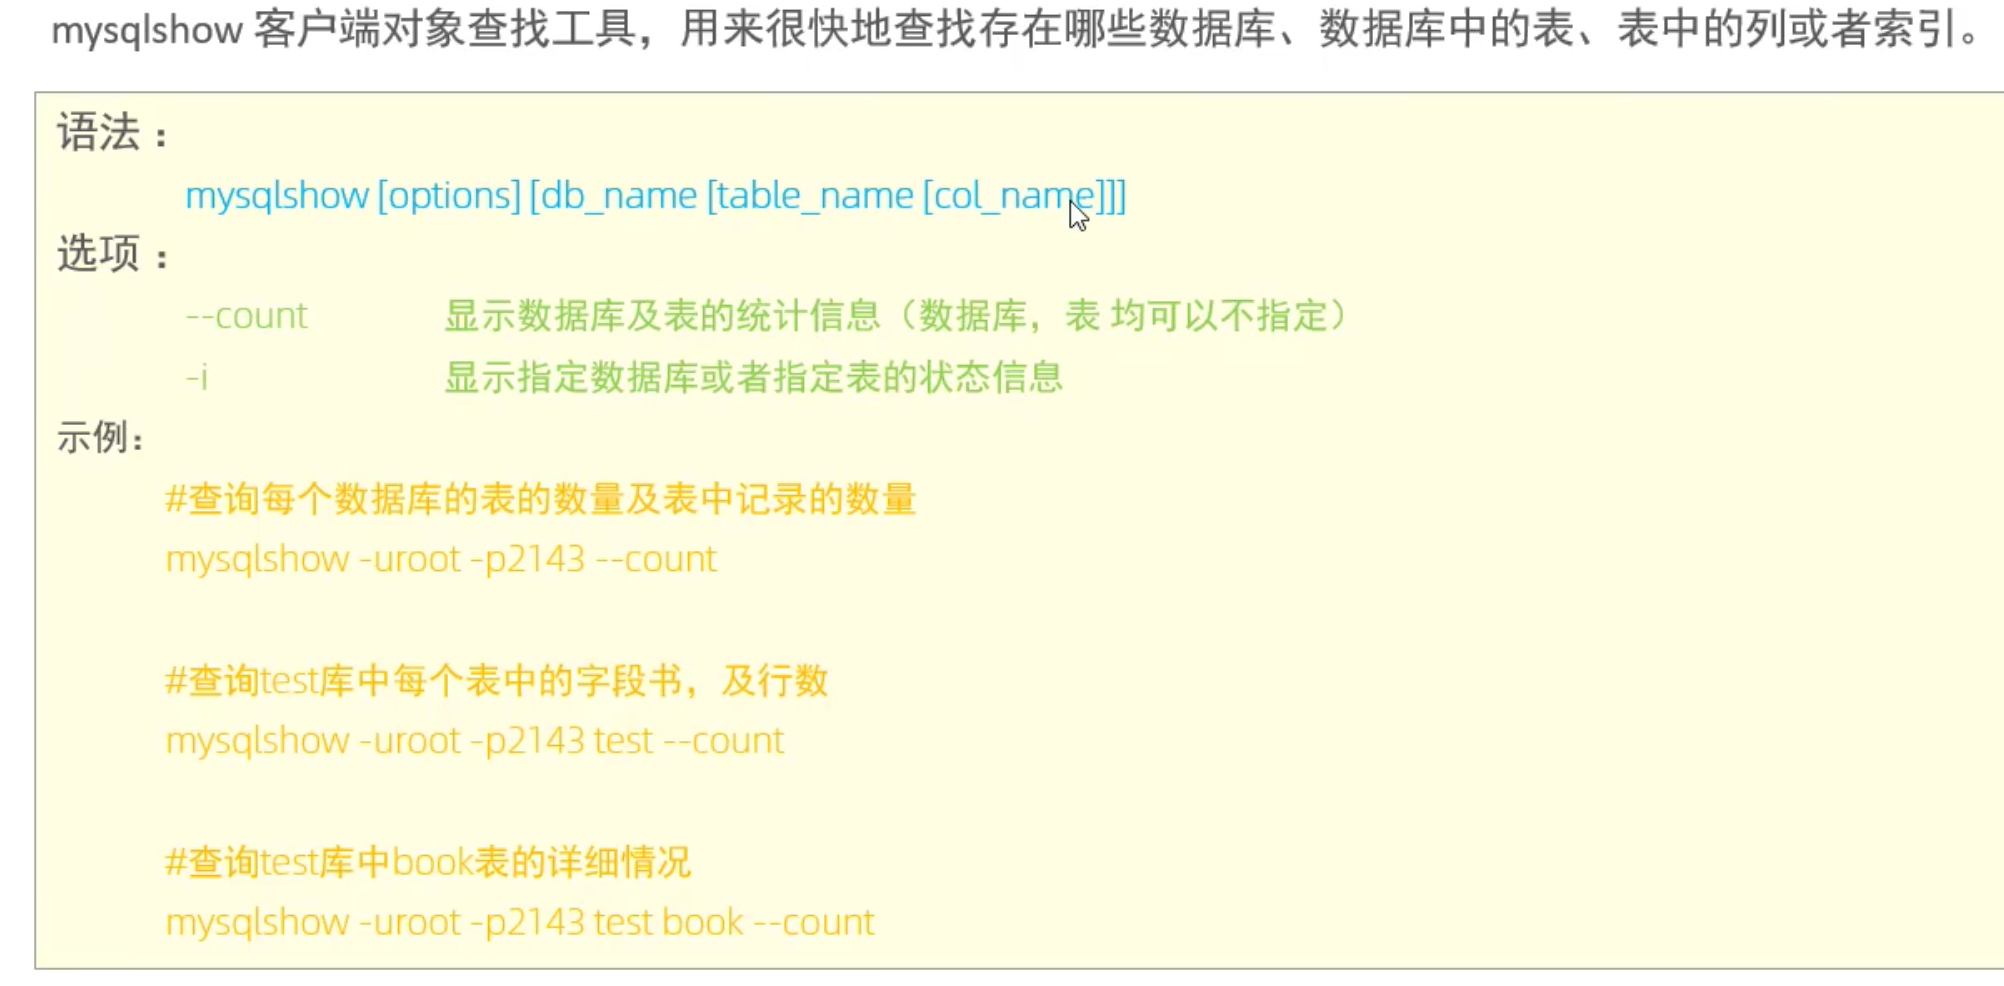 mysqlshow 客户端对象查找工具，用来很快地查找存在哪些数据库、数据库中的表、表中的列或者索引。
语法：
mysqlshow [options] [db_name [table_name [col_name]]]
选项：
--count 显示数据库及表的统计信息（数据库，表 均可以不指定）
-i 显示指定数据库或者指定表的状态信息
示例：
#查询每个数据库的表的数量及表中记录的数量
mysqlshow -uroot -p2143 --count
#查询test库中每个表中的字段书，及行数
mysqlshow -uroot -p2143 test --count
#查询test库中book表的详细情况
mysqlshow -uroot -p2143 test book --count